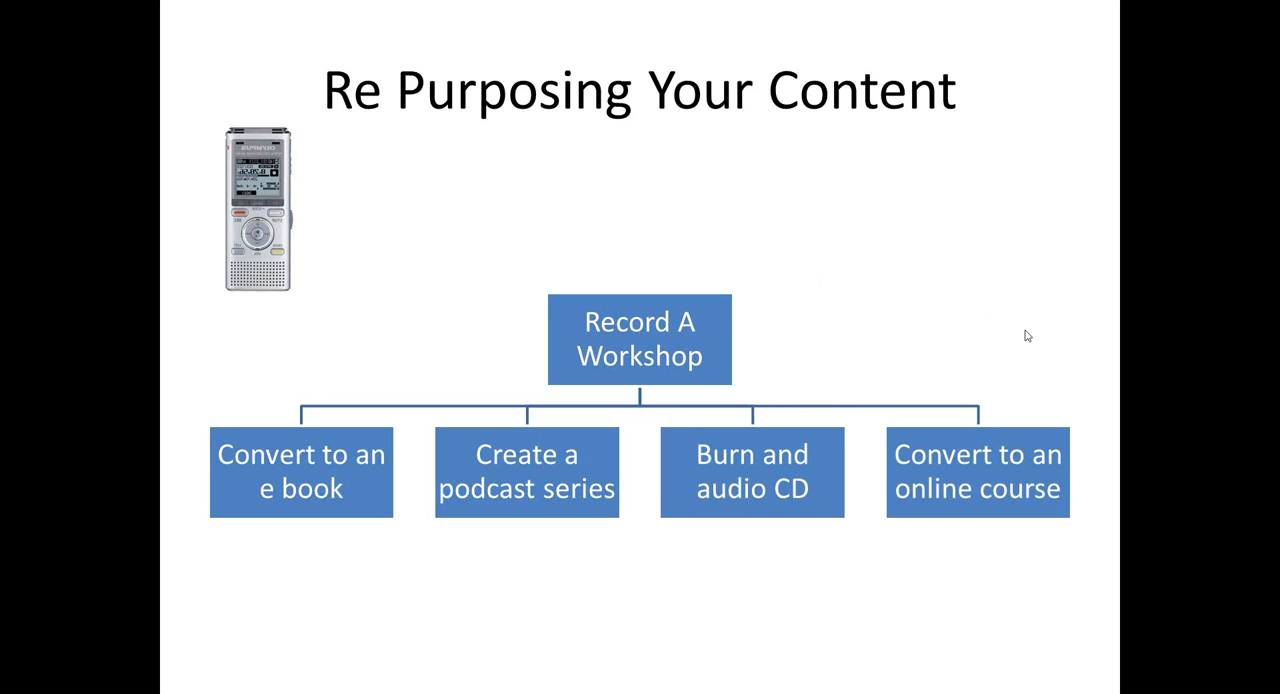 Re Purposing Your Content
Record A
Workshop
Convert to an
e book
Create a
podcast series
Burn and
audio CD
Convert to an
online course